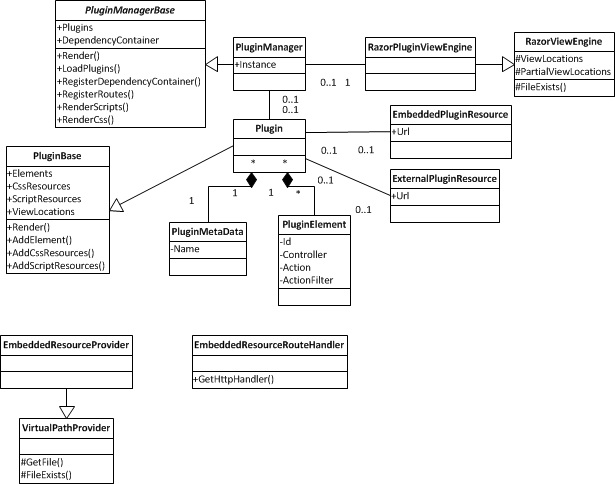 PluginManagerBase
+Plugins
+DependencyContainer
+Render()
+LoadPlugins()
+RegisterDependencyContainer()
+RegisterRoutes()
+RenderScripts()
+RenderCss()
PluginManager
+Instance
RazorPluginViewEngine
RazorViewEngine
#ViewLocations
#PartialViewLocations
#FileExists()
0..1
1
0..1
0..1
Plugin
*
*
EmbeddedPluginResource
+Url
0..1
0..1
ExternalPluginResource
+Url
0..1
0..1
PluginBase
+Elements
+CssResources
+ScriptResources
+ViewLocations
+Render()
+AddElement()
+AddCssResources()
+AddScriptResources()
1
1
1
*
PluginMetaData
-Name
PluginElement
-Id
-Controller
-Action
-ActionFilter
EmbeddedResourceProvider
EmbeddedResourceRouteHandler
+GetHttpHandler()
VirtualPathProvider
#GetFile()
#FileExists()